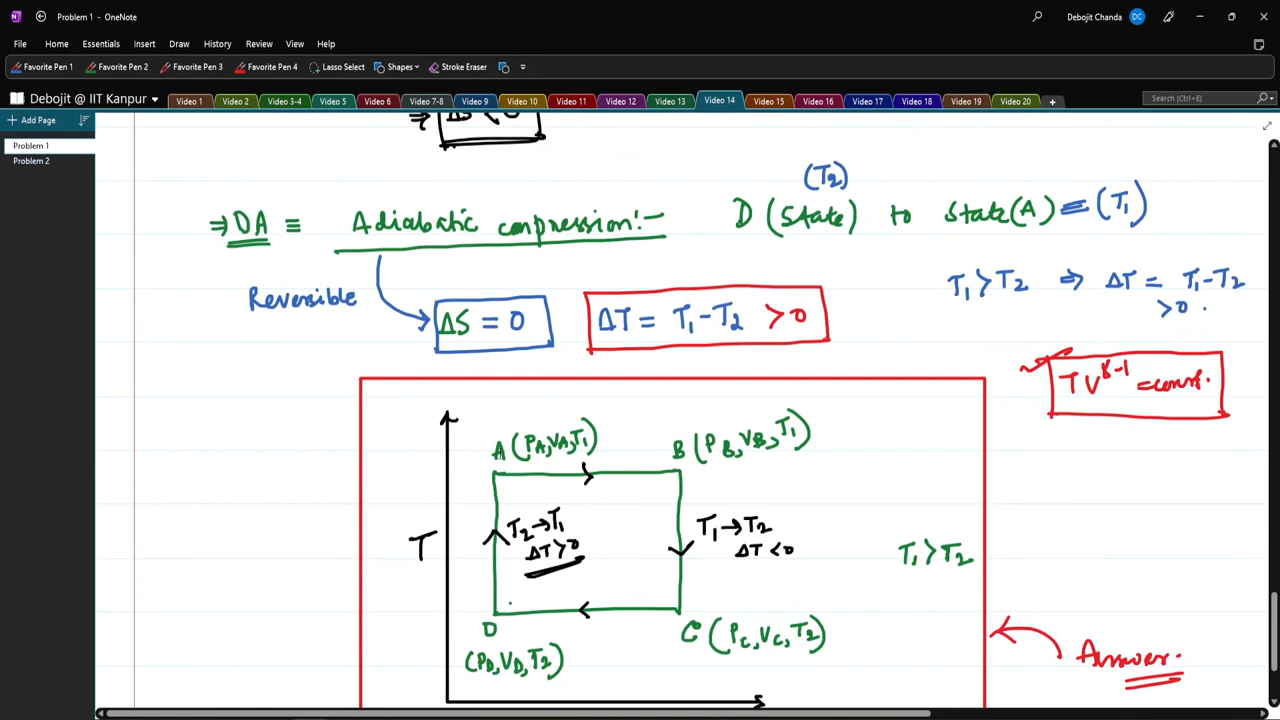 Problem 1 - OneNote
Debojit Chanda DC
File Home Essentials Insert Draw History Review View Help
Favorite Pen 1 Favorite Pen 2 Favorite Pen 3 Favorite Pen 4 Lasso Select Shapes Stroke Eraser
Debojit @ IIT Kanpur Video 1 Video 2 Video 3-4 Video 5 Video 6 Video 7-8 Video 9 Video 10 Video 11 Video 12 Video 13 Video 14 Video 15 Video 16 Video 17 Video 18 Video 19 Video 20 + Search (Ctrl+E)
+ Add Page
Problem 1
Problem 2
⇒ ΔS < 0
(T2)
⇒ DA ≡ Adiabatic compression:- D (State) to State(A) ≡ (T1)
T1 > T2 ⇒ ΔT = T1-T2
> 0.
Reversible
ΔS = 0 ΔT = T1-T2 > 0
TV^γ-1 = const.
A (PA,VA,T1) B (PB,VB,T1)
T
T2→T1
ΔT > 0
T1→T2
ΔT < 0
T1 > T2
D
(PD,VD,T2)
C (PC,VC,T2)
Answer.